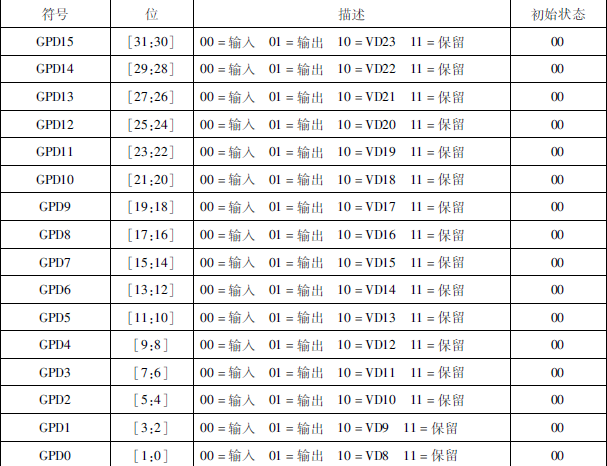 符号 位 描述 初始状态
GPD15 [31:30] 00=输入 01=输出 10=VD23 11=保留 00
GPD14 [29:28] 00=输入 01=输出 10=VD22 11=保留 00
GPD13 [27:26] 00=输入 01=输出 10=VD21 11=保留 00
GPD12 [25:24] 00=输入 01=输出 10=VD20 11=保留 00
GPD11 [23:22] 00=输入 01=输出 10=VD19 11=保留 00
GPD10 [21:20] 00=输入 01=输出 10=VD18 11=保留 00
GPD9 [19:18] 00=输入 01=输出 10=VD17 11=保留 00
GPD8 [17:16] 00=输入 01=输出 10=VD16 11=保留 00
GPD7 [15:14] 00=输入 01=输出 10=VD15 11=保留 00
GPD6 [13:12] 00=输入 01=输出 10=VD14 11=保留 00
GPD5 [11:10] 00=输入 01=输出 10=VD13 11=保留 00
GPD4 [9:8] 00=输入 01=输出 10=VD12 11=保留 00
GPD3 [7:6] 00=输入 01=输出 10=VD11 11=保留 00
GPD2 [5:4] 00=输入 01=输出 10=VD10 11=保留 00
GPD1 [3:2] 00=输入 01=输出 10=VD9 11=保留 00
GPD0 [1:0] 00=输入 01=输出 10=VD8 11=保留 00